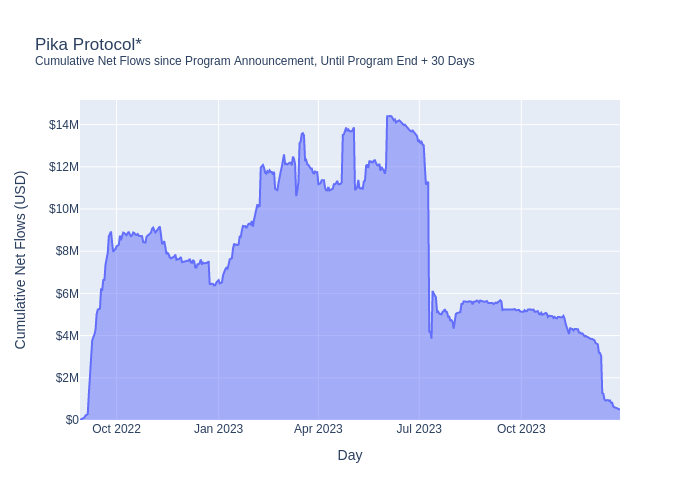 Pika Protocol*
Cumulative Net Flows since Program Announcement, Until Program End + 30 Days
Cumulative Net Flows (USD)
$14M
$12M
$10M
$8M
$6M
$4M
$2M
$0
Oct 2022 Jan 2023 Apr 2023 Jul 2023 Oct 2023
Day